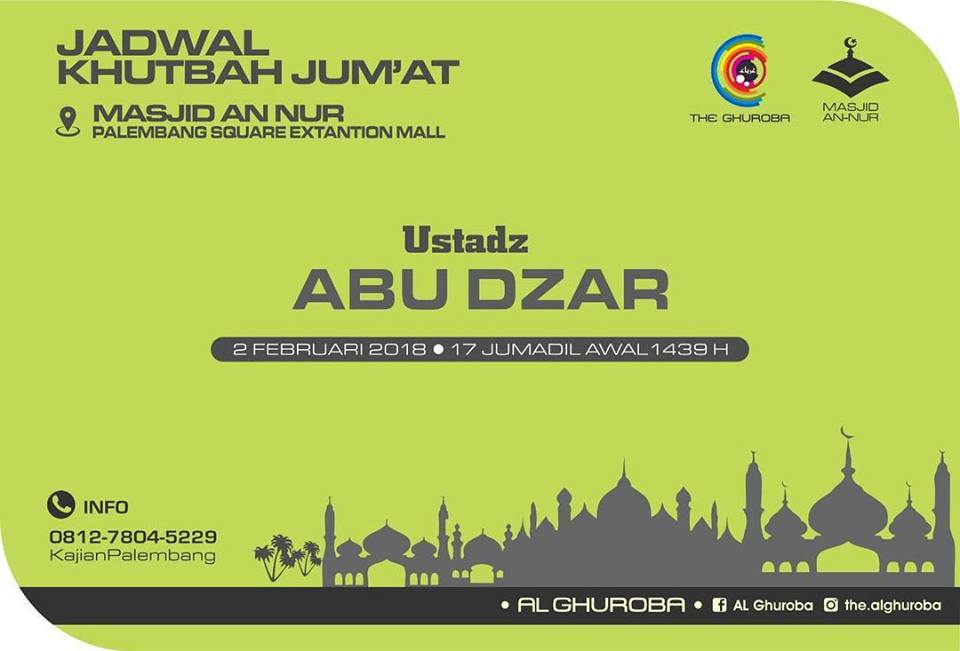 JADWAL
KHUTBAH JUM'AT
MASJID AN NUR
PALEMBANG SQUARE EXTANTION MALL
THE GHUROBA
MASJID
AN-NUR
Ustadz
ABU DZAR
2 FEBRUARI 2018 • 17 JUMADIL AWAL 1439 H
INFO
0812-7804-5229
KajianPalembang
• AL GHUROBA • AL Ghuroba the.alghuroba